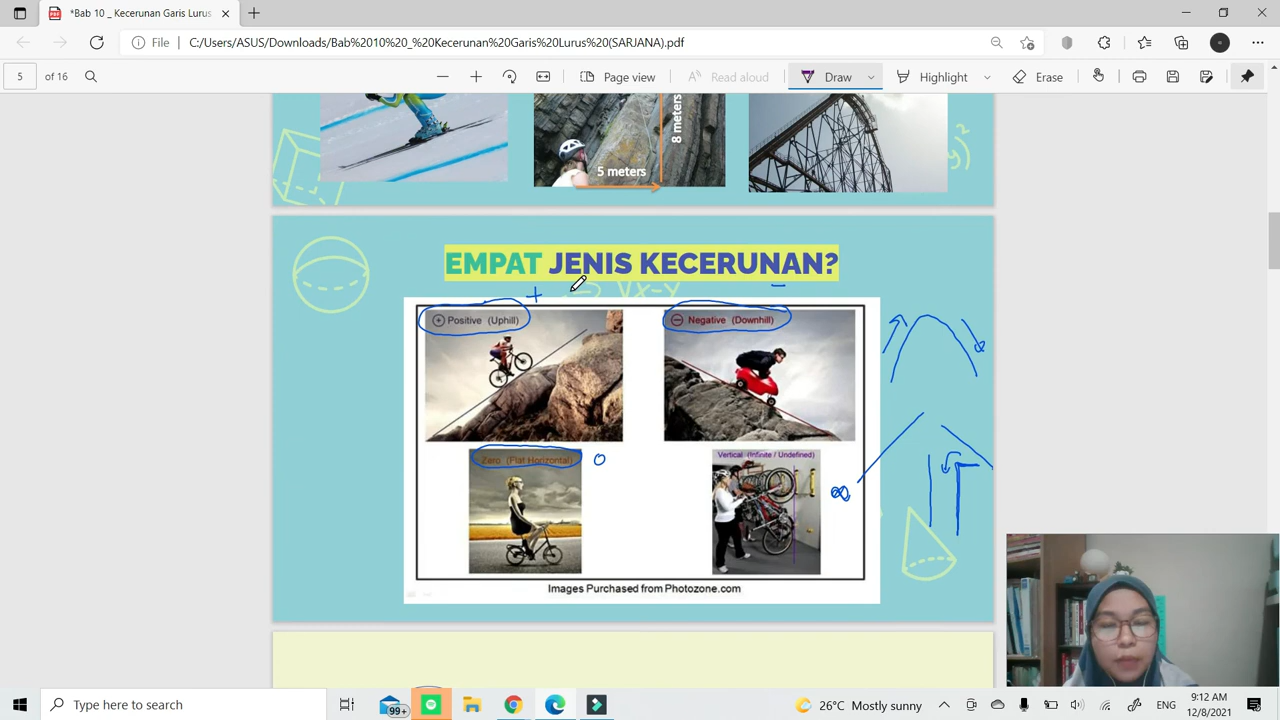 *Bab 10 _ Kecerunan Garis Lurus
File
C:/Users/ASUS/Downloads/Bab%2010%20_%20Kecerunan%20Garis%20Lurus%20(SARJANA).pdf
5 of 16
Page view
Read aloud
Draw
Highlight
Erase
8 meters
5 meters
y)²
EMPAT JENIS KECERUNAN?
+
√x-y
−
+ Positive (Uphill)
− Negative (Downhill)
Zero (Flat Horizontal)
0
Vertical (Infinite / Undefined)
∞
Images Purchased from Photozone.com
Type here to search
99+
26°C Mostly sunny
ENG
9:12 AM
12/8/2021